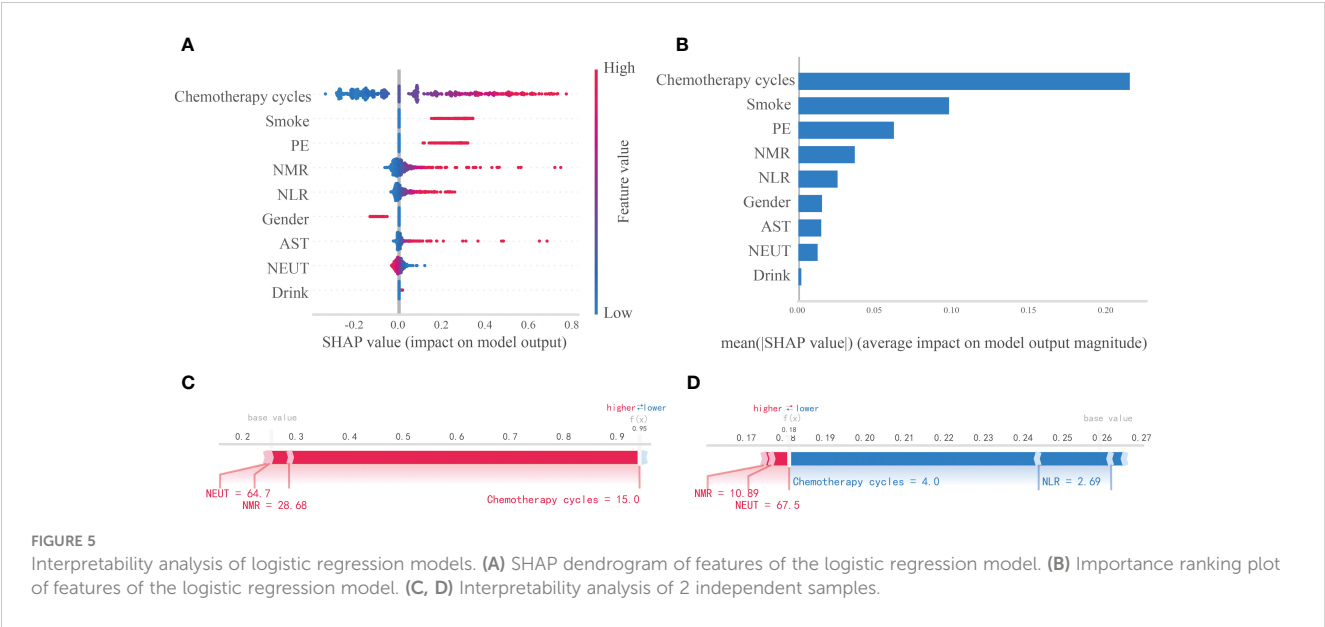 A
High
Chemotherapy cycles
Smoke
PE
NMR
NLR
Gender
AST
NEUT
Drink
Feature value
Low
-0.2 0.0 0.2 0.4 0.6 0.8
SHAP value (impact on model output)
B
Chemotherapy cycles
Smoke
PE
NMR
NLR
Gender
AST
NEUT
Drink
0.00 0.05 0.10 0.15 0.20
mean(|SHAP value|) (average impact on model output magnitude)
C
higher⇄lower
base value f(x)
0.95
0.2 0.3 0.4 0.5 0.6 0.7 0.8 0.9
NEUT = 64.7
NMR = 28.68
Chemotherapy cycles = 15.0
D
higher⇄lower
f(x) base value
0.18
0.17 0.18 0.19 0.20 0.21 0.22 0.23 0.24 0.25 0.26 0.27
NMR = 10.89
NEUT = 67.5
Chemotherapy cycles = 4.0
NLR = 2.69
FIGURE 5
Interpretability analysis of logistic regression models. (A) SHAP dendrogram of features of the logistic regression model. (B) Importance ranking plot
of features of the logistic regression model. (C, D) Interpretability analysis of 2 independent samples.